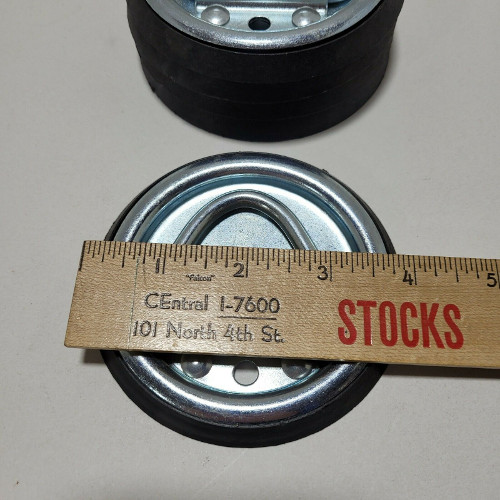 1 2 3 4 5
"Falcon"
CEntral 1-7600
101 North 4th St.
STOCKS